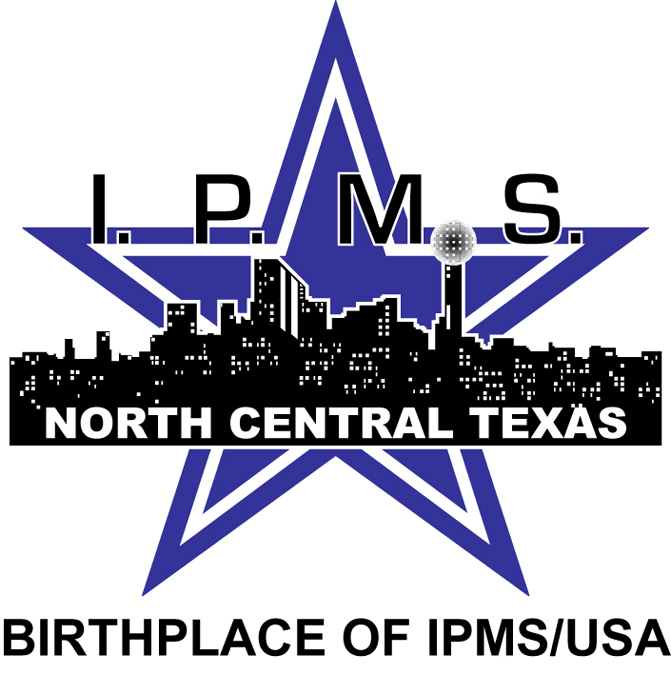 I. P. M. S.
NORTH CENTRAL TEXAS
BIRTHPLACE OF IPMS/USA